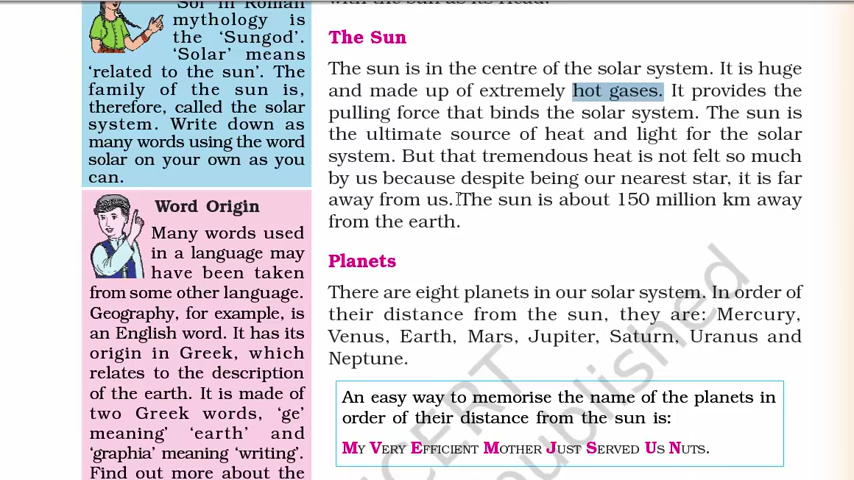 'Sol' in Roman
mythology is
the 'Sungod'.
'Solar' means
'related to the sun'. The
family of the sun is,
therefore, called the solar
system. Write down as
many words using the word
solar on your own as you
can.
Word Origin
Many words used
in a language may
have been taken
from some other language.
Geography, for example, is
an English word. It has its
origin in Greek, which
relates to the description
of the earth. It is made of
two Greek words, 'ge'
meaning 'earth' and
'graphia' meaning 'writing'.
Find out more about the
with the sun as its Head.
The Sun
The sun is in the centre of the solar system. It is huge
and made up of extremely hot gases. It provides the
pulling force that binds the solar system. The sun is
the ultimate source of heat and light for the solar
system. But that tremendous heat is not felt so much
by us because despite being our nearest star, it is far
away from us. The sun is about 150 million km away
from the earth.
Planets
There are eight planets in our solar system. In order of
their distance from the sun, they are: Mercury,
Venus, Earth, Mars, Jupiter, Saturn, Uranus and
Neptune.
An easy way to memorise the name of the planets in
order of their distance from the sun is:
MY VERY EFFICIENT MOTHER JUST SERVED US NUTS.